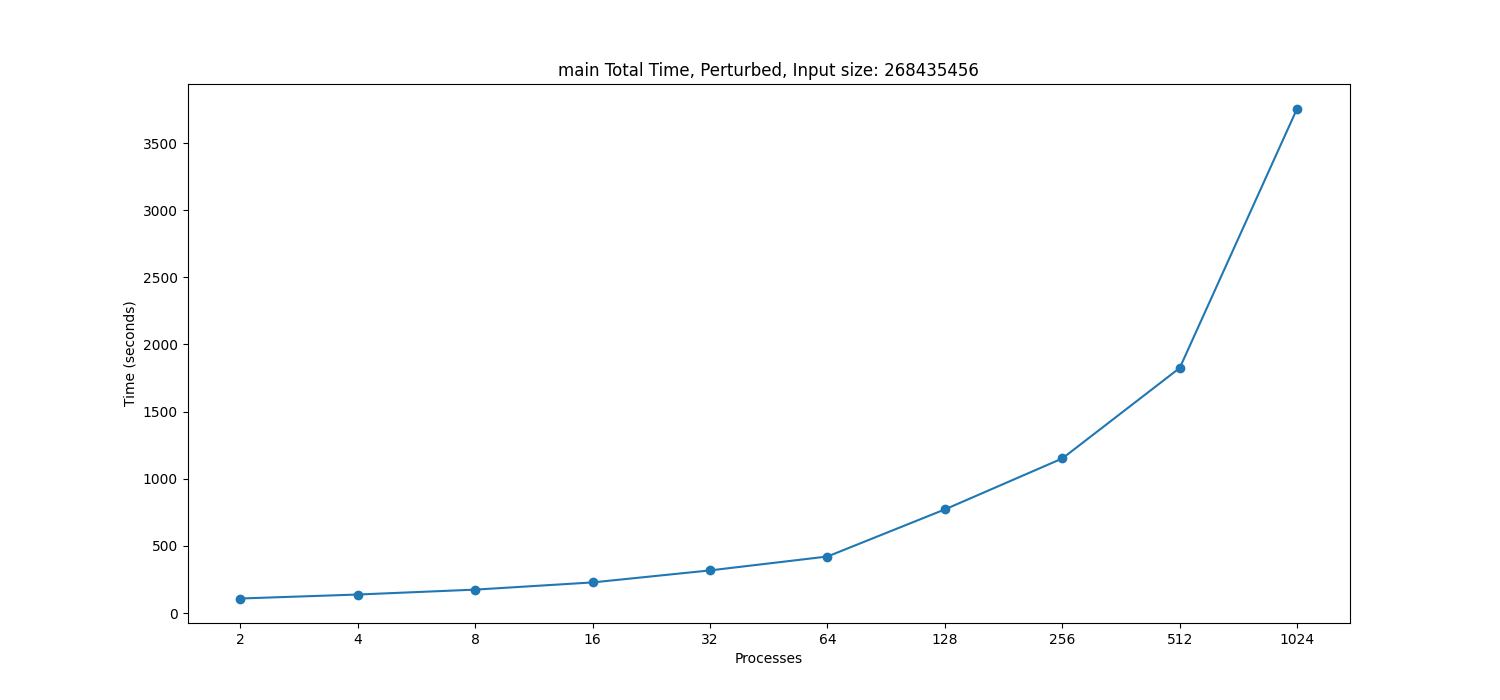 main Total Time, Perturbed, Input size: 268435456
3500
3000
2500
2000
1500
1000
500
0
Time (seconds)
2 4 8 16 32 64 128 256 512 1024
Processes